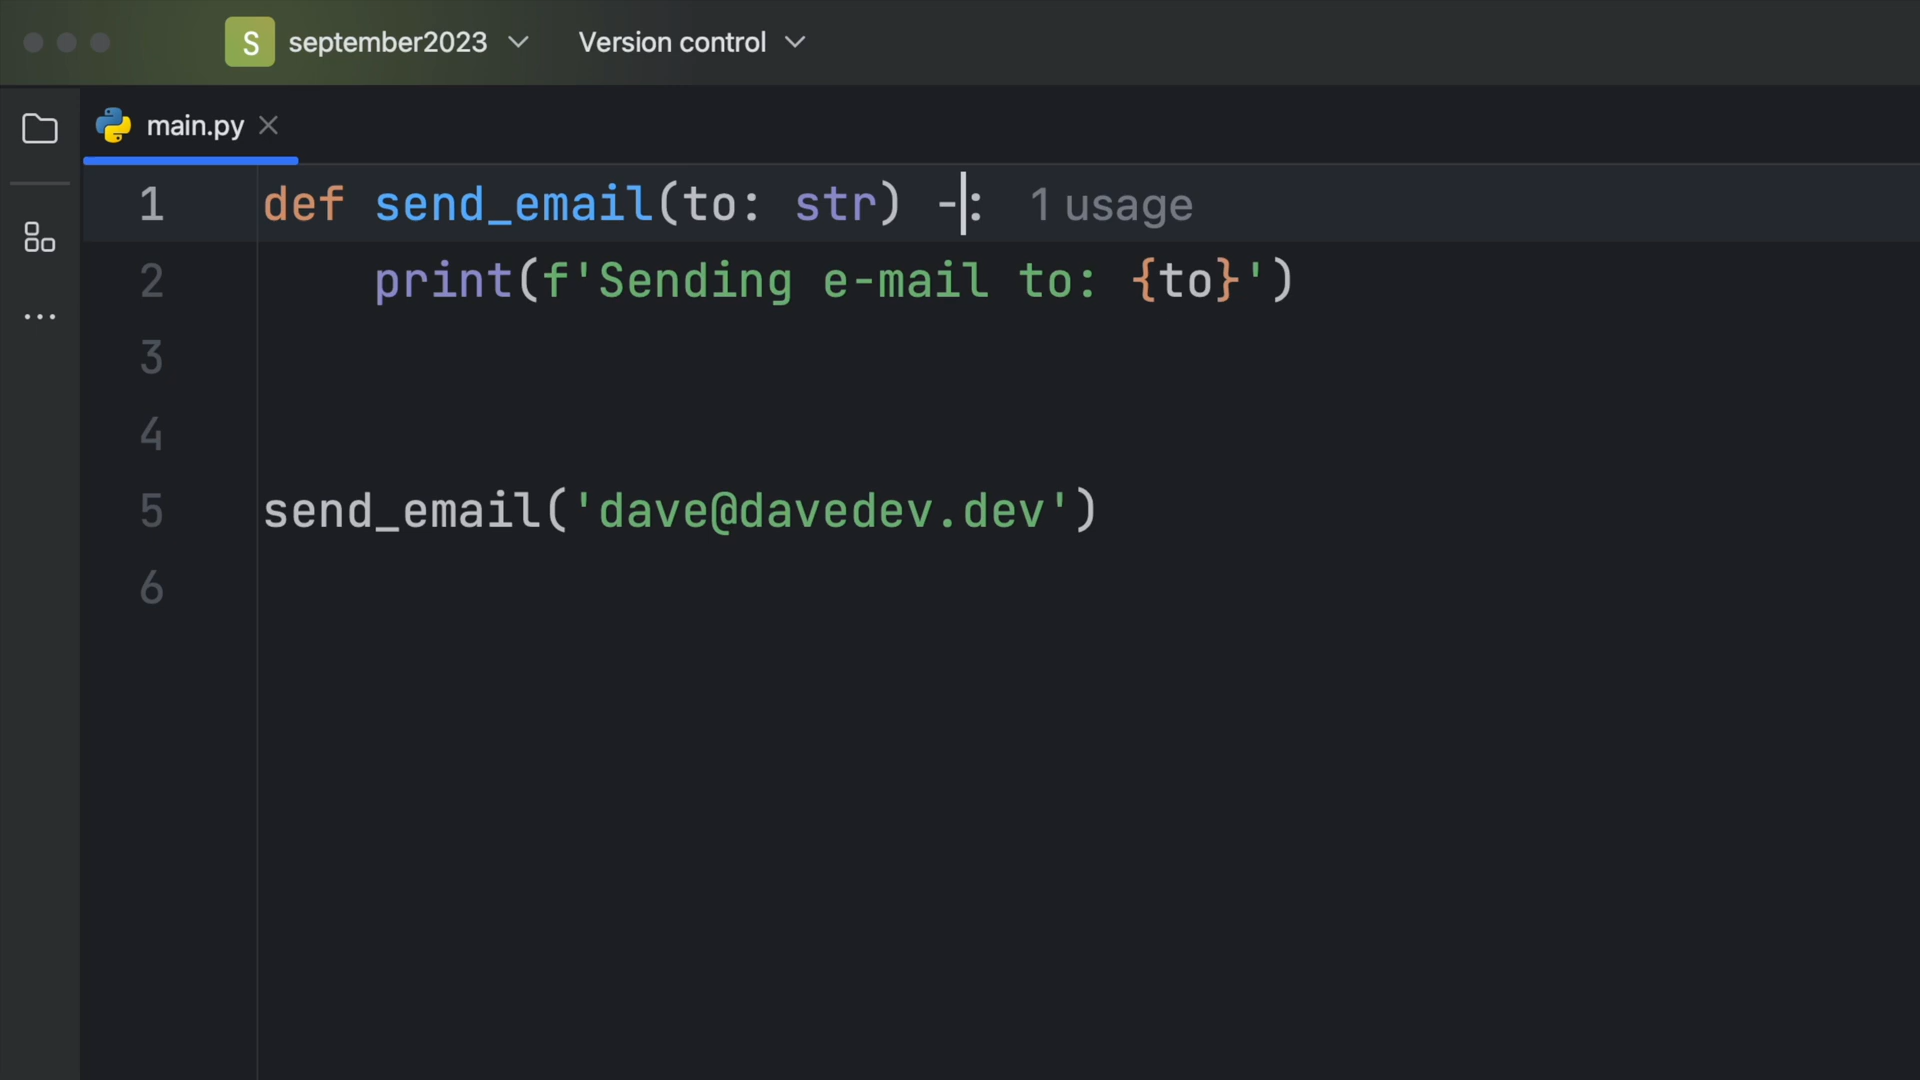 S september2023 Version control
main.py
1 def send_email(to: str) -: 1 usage
2     print(f'Sending e-mail to: {to}')
3
4
5 send_email('dave@davedev.dev')
6